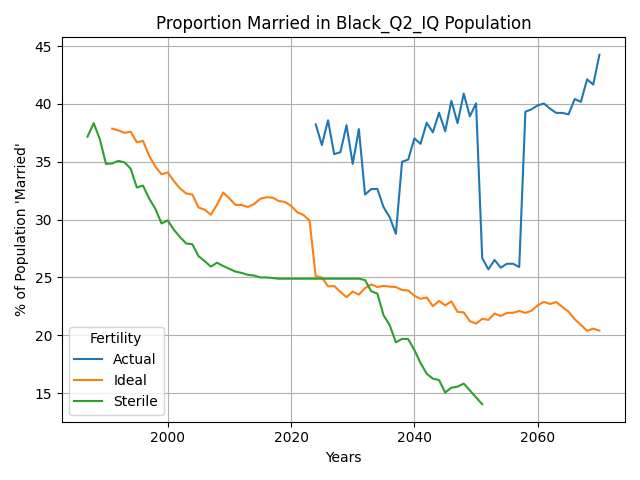 Proportion Married in Black_Q2_IQ Population
% of Population 'Married'
45
40
35
30
25
20
15
Fertility
Actual
Ideal
Sterile
2000
2020
2040
2060
Years